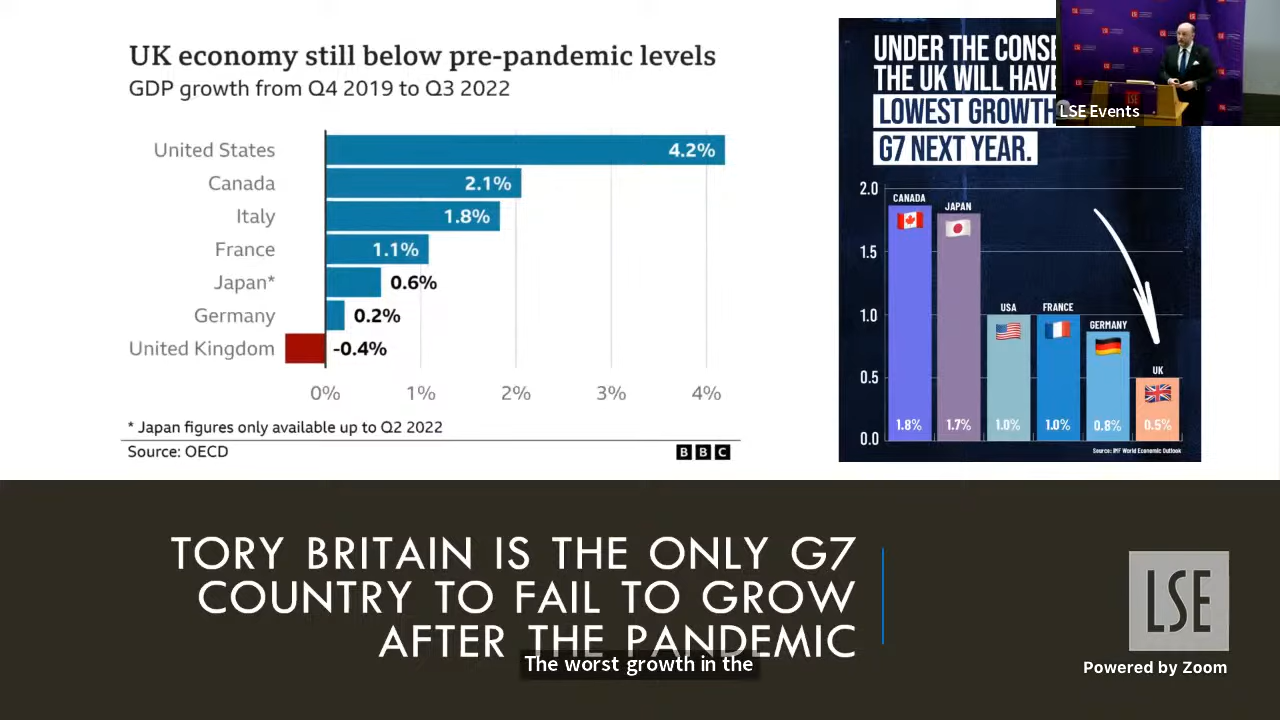 UK economy still below pre-pandemic levels
GDP growth from Q4 2019 to Q3 2022
United States 4.2%
Canada 2.1%
Italy 1.8%
France 1.1%
Japan* 0.6%
Germany 0.2%
United Kingdom -0.4%
0% 1% 2% 3% 4%
* Japan figures only available up to Q2 2022
Source: OECD
BBC
UNDER THE CONSE
THE UK WILL HAVE
LOWEST GROWTH
G7 NEXT YEAR.
LSE Events
LSE
2.0
1.5
1.0
0.5
0.0
CANADA
JAPAN
USA
FRANCE
GERMANY
UK
1.8% 1.7% 1.0% 1.0% 0.8% 0.5%
Source: IMF World Economic Outlook
TORY BRITAIN IS THE ONLY G7
COUNTRY TO FAIL TO GROW
AFTER THE PANDEMIC
The worst growth in the
LSE
Powered by Zoom